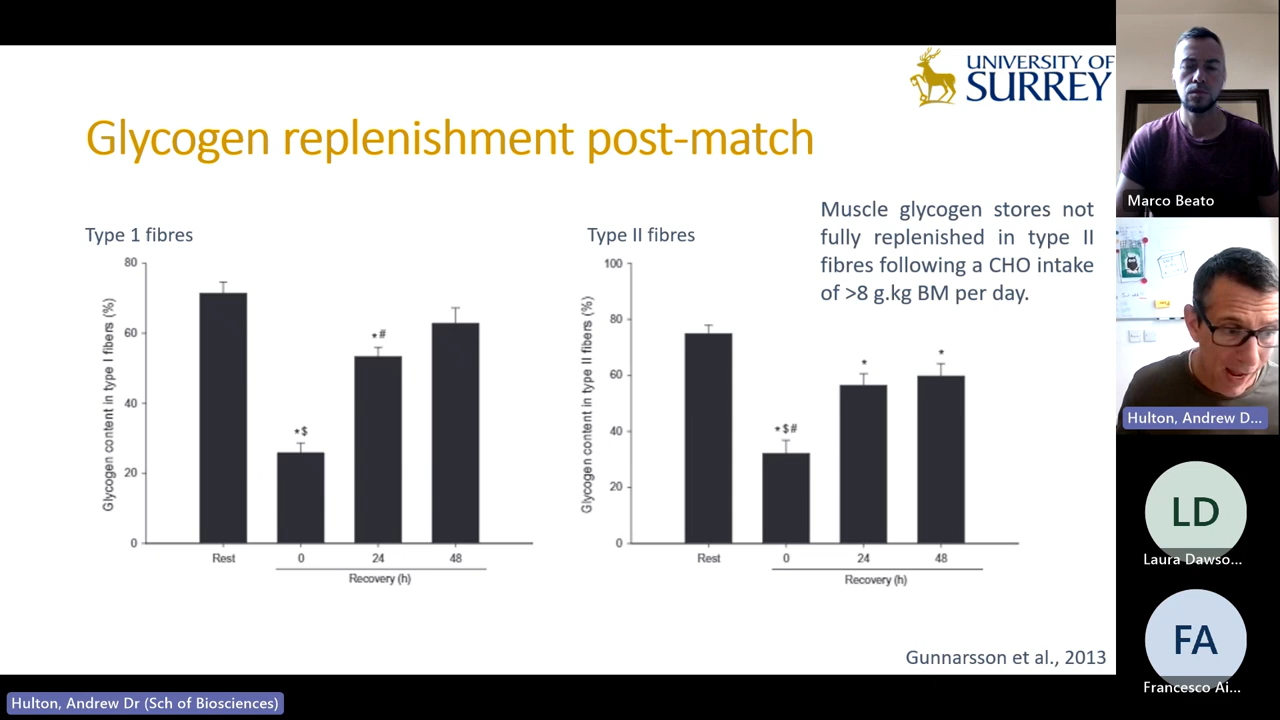 UNIVERSITY OF
SURREY
Glycogen replenishment post-match
Muscle glycogen stores not
fully replenished in type II
fibres following a CHO intake
of >8 g.kg BM per day.
Type 1 fibres
Glycogen content in type I fibers (%)
80
60
40
20
0
*$
*#
Rest
0
24
48
Recovery (h)
Type II fibres
Glycogen content in type II fibers (%)
100
80
60
40
20
0
*$#
*
*
Rest
0
24
48
Recovery (h)
Gunnarsson et al., 2013
Marco Beato
Hulton, Andrew D...
LD
Laura Dawso...
FA
Francesco Ai...
Hulton, Andrew Dr (Sch of Biosciences)